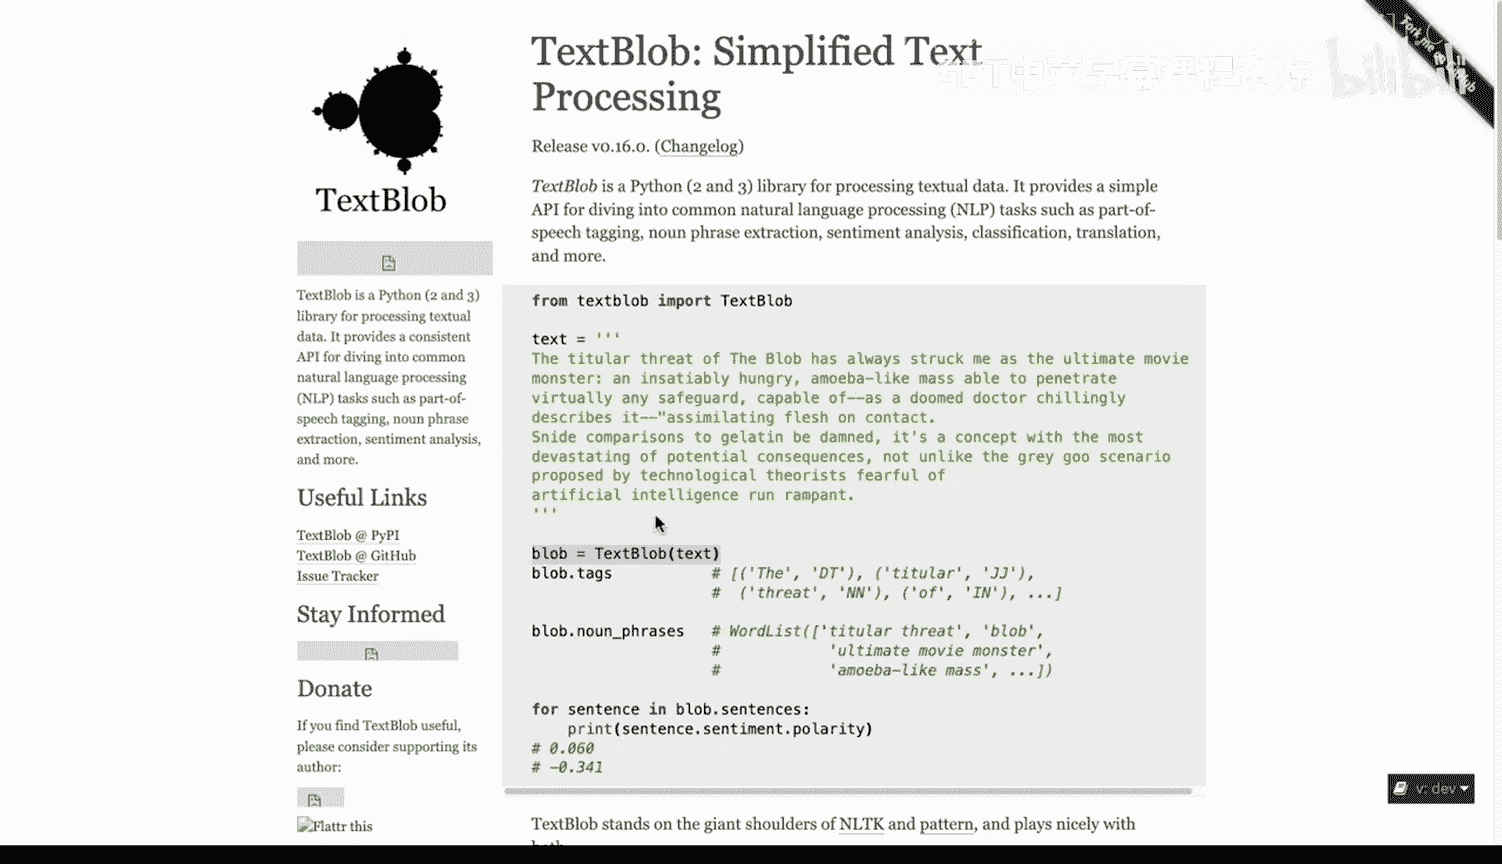 TextBlob
TextBlob is a Python (2 and 3)
library for processing textual
data. It provides a consistent
API for diving into common
natural language processing
(NLP) tasks such as part-of-
speech tagging, noun phrase
extraction, sentiment analysis,
and more.
Useful Links
TextBlob @ PyPI
TextBlob @ GitHub
Issue Tracker
Stay Informed
Donate
If you find TextBlob useful,
please consider supporting its
author:
Flattr this
TextBlob: Simplified Text
Processing
Release v0.16.0. (Changelog)
TextBlob is a Python (2 and 3) library for processing textual data. It provides a simple
API for diving into common natural language processing (NLP) tasks such as part-of-
speech tagging, noun phrase extraction, sentiment analysis, classification, translation,
and more.
from textblob import TextBlob
text = '''
The titular threat of The Blob has always struck me as the ultimate movie
monster: an insatiably hungry, amoeba-like mass able to penetrate
virtually any safeguard, capable of--as a doomed doctor chillingly
describes it--"assimilating flesh on contact.
Snide comparisons to gelatin be damned, it's a concept with the most
devastating of potential consequences, not unlike the grey goo scenario
proposed by technological theorists fearful of
artificial intelligence run rampant.
'''
blob = TextBlob(text)
blob.tags # [('The', 'DT'), ('titular', 'JJ'),
# ('threat', 'NN'), ('of', 'IN'), ...]
blob.noun_phrases # WordList(['titular threat', 'blob',
# 'ultimate movie monster',
# 'amoeba-like mass', ...])
for sentence in blob.sentences:
print(sentence.sentiment.polarity)
# 0.060
# -0.341
TextBlob stands on the giant shoulders of NLTK and pattern, and plays nicely with
v: dev
bilibili